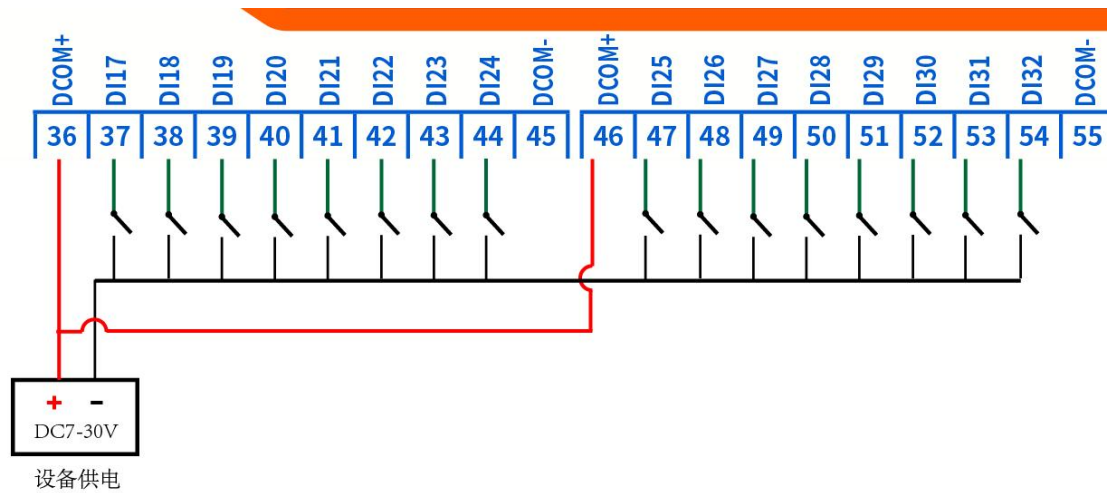 DCOM+ DI17 DI18 DI19 DI20 DI21 DI22 DI23 DI24 DCOM- DCOM+ DI25 DI26 DI27 DI28 DI29 DI30 DI31 DI32 DCOM-
36 37 38 39 40 41 42 43 44 45 46 47 48 49 50 51 52 53 54 55
+ -
DC7-30V
设备供电